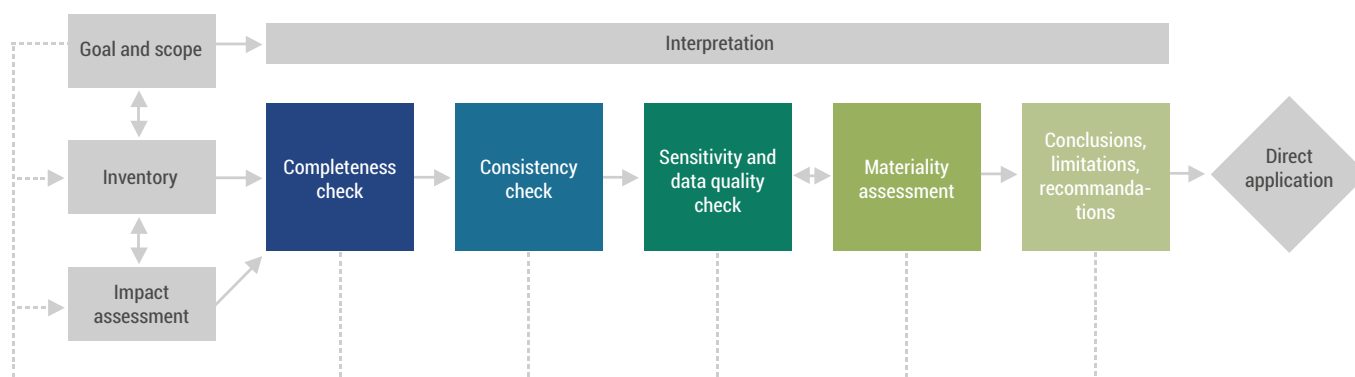 Goal and scope
Interpretation
Inventory
Impact
assessment
Completeness
check
Consistency
check
Sensitivity and
data quality
check
Materiality
assessment
Conclusions,
limitations,
recommanda-
tions
Direct
application